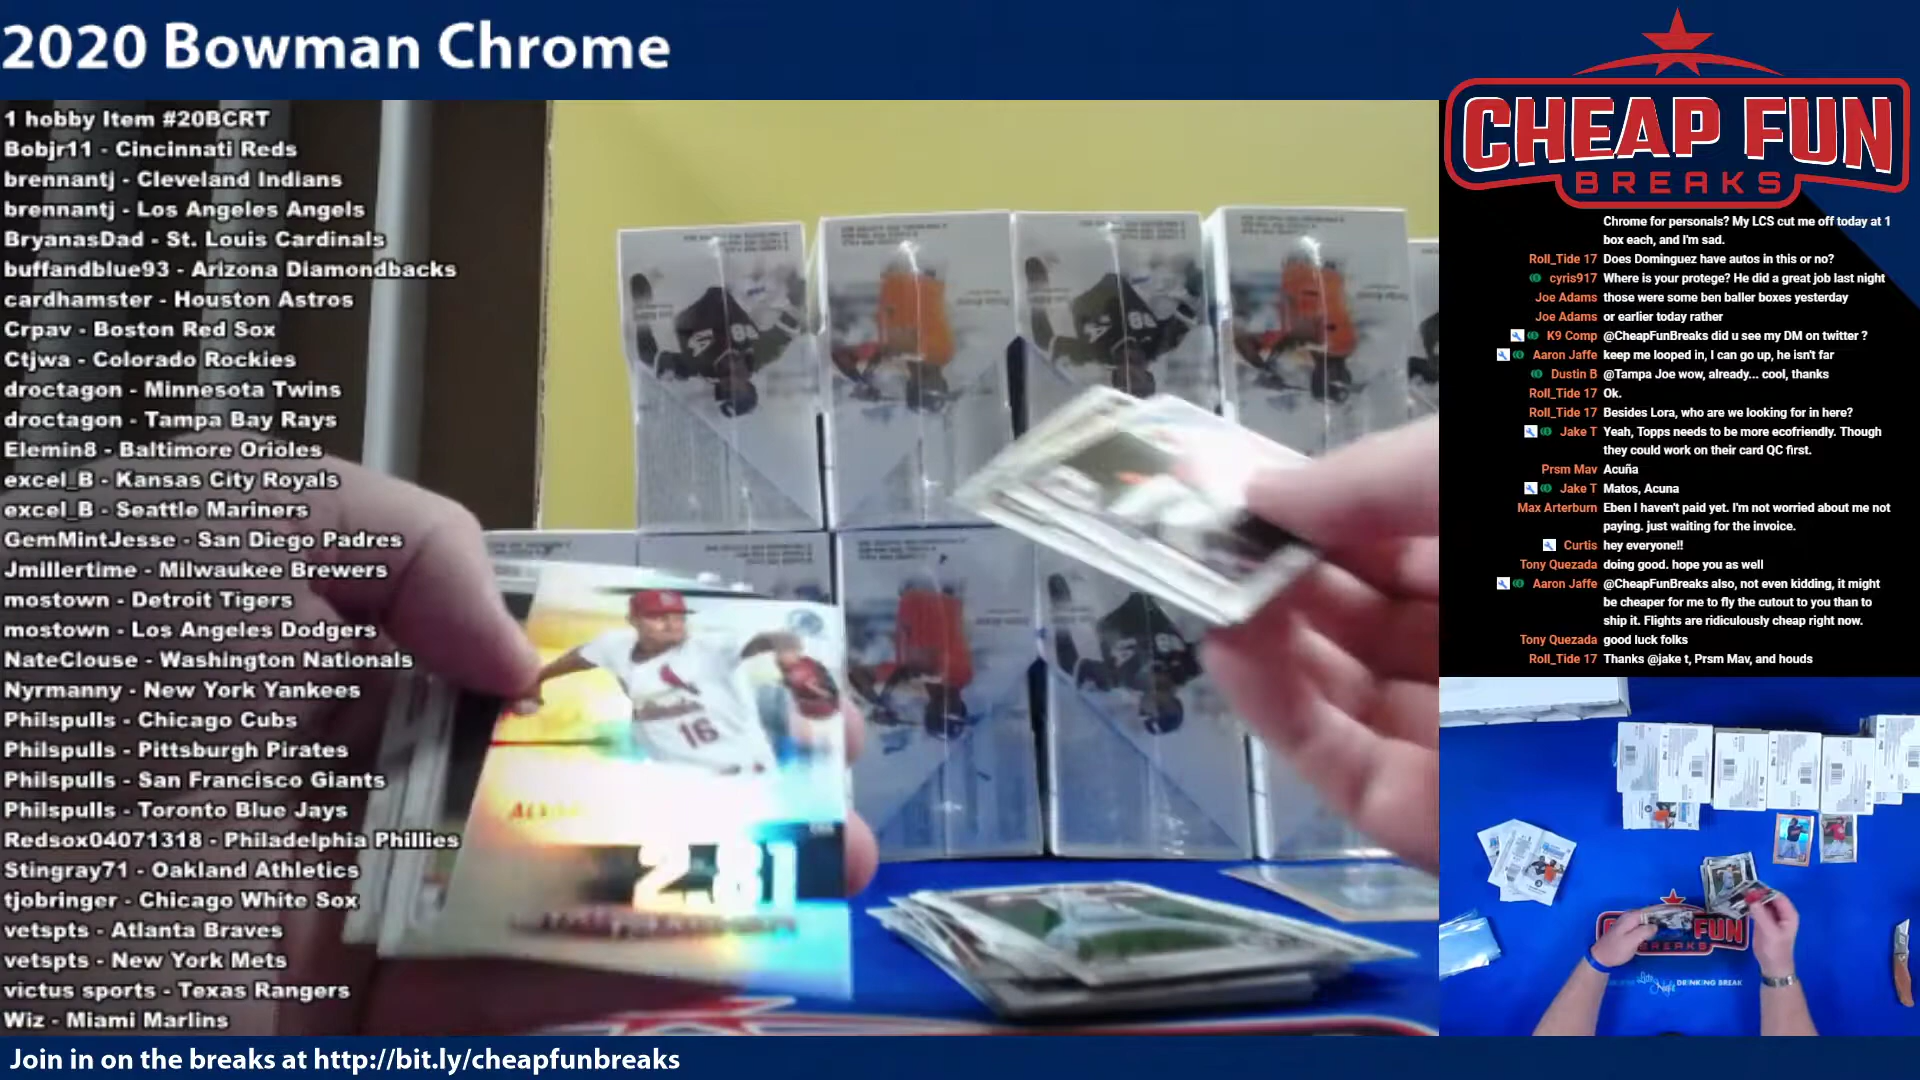 2020 Bowman Chrome
1 hobby Item #20BCRT
Bobjr11 - Cincinnati Reds
brennantj - Cleveland Indians
brennantj - Los Angeles Angels
BryanasDad - St. Louis Cardinals
buffandblue93 - Arizona Diamondbacks
cardhamster - Houston Astros
Crpav - Boston Red Sox
Ctjwa - Colorado Rockies
droctagon - Minnesota Twins
droctagon - Tampa Bay Rays
Elemin8 - Baltimore Orioles
excel_B - Kansas City Royals
excel_B - Seattle Mariners
GemMintJesse - San Diego Padres
Jmillertime - Milwaukee Brewers
mostown - Detroit Tigers
mostown - Los Angeles Dodgers
NateClouse - Washington Nationals
Nyrmanny - New York Yankees
Philspulls - Chicago Cubs
Philspulls - Pittsburgh Pirates
Philspulls - San Francisco Giants
Philspulls - Toronto Blue Jays
Redsox04071318 - Philadelphia Phillies
Stingray71 - Oakland Athletics
tjobringer - Chicago White Sox
vetspts - Atlanta Braves
vetspts - New York Mets
victus sports - Texas Rangers
Wiz - Miami Marlins
Join in on the breaks at http://bit.ly/cheapfunbreaks
16
2.81
CHEAP FUN
BREAKS
Chrome for personals? My LCS cut me off today at 1
box each, and I'm sad.
Roll_Tide 17 Does Dominguez have autos in this or no?
cyris917 Where is your protege? He did a great job last night
Joe Adams those were some ben baller boxes yesterday
Joe Adams or earlier today rather
K9 Comp @CheapFunBreaks did u see my DM on twitter ?
Aaron Jaffe keep me looped in, I can go up, he isn't far
Dustin B @Tampa Joe wow, already... cool, thanks
Roll_Tide 17 Ok.
Roll_Tide 17 Besides Lora, who are we looking for in here?
Jake T Yeah, Topps needs to be more ecofriendly. Though
they could work on their card QC first.
Prsm Mav Acuña
Jake T Matos, Acuna
Max Arterburn Eben I haven't paid yet. I'm not worried about me not
paying. just waiting for the invoice.
Curtis hey everyone!!
Tony Quezada doing good. hope you as well
Aaron Jaffe @CheapFunBreaks also, not even kidding, it might
be cheaper for me to fly the cutout to you than to
ship it. Flights are ridiculously cheap right now.
Tony Quezada good luck folks
Roll_Tide 17 Thanks @jake t, Prsm Mav, and houds
FUN
BREAKS
Late Night DRINKING BREAK